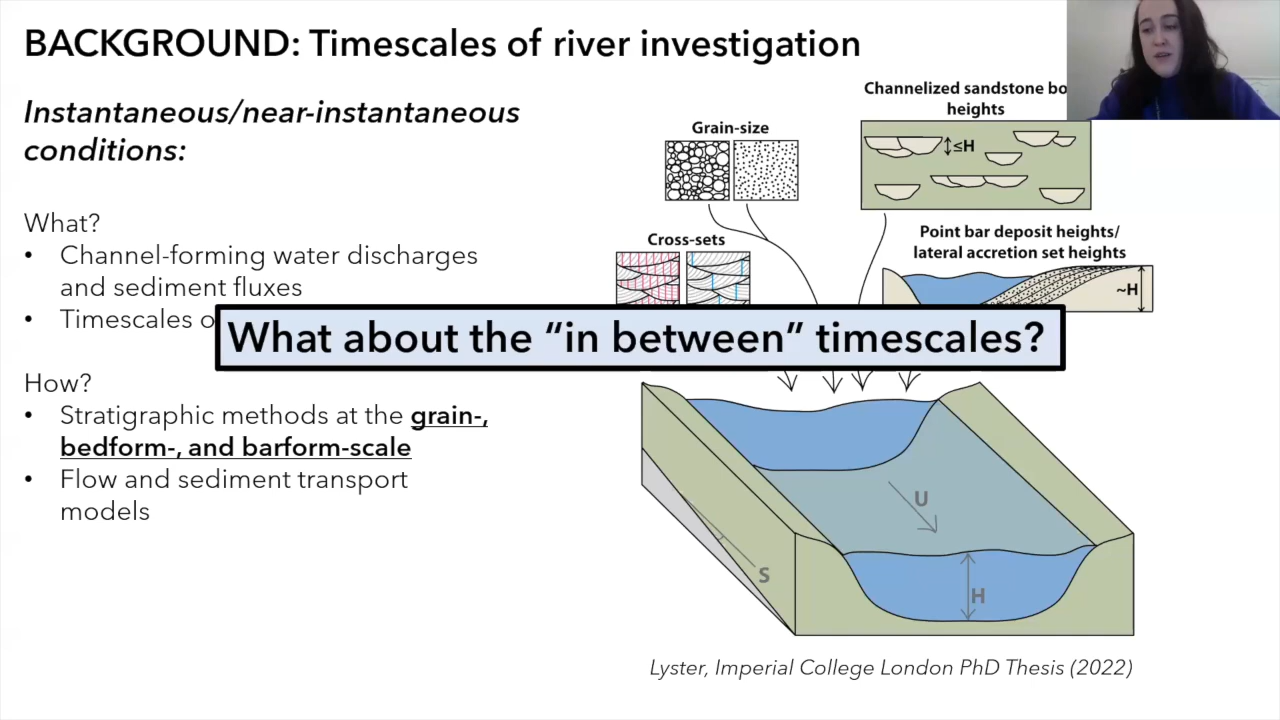 BACKGROUND: Timescales of river investigation
Instantaneous/near-instantaneous
conditions:
What?
• Channel-forming water discharges
and sediment fluxes
• Timescales
What about the “in between” timescales?
How?
• Stratigraphic methods at the grain-,
bedform-, and barform-scale
• Flow and sediment transport
models
Grain-size
Channelized sandstone
heights
≤H
Cross-sets
Point bar deposit heights/
lateral accretion set heights
~H
U
S
H
Lyster, Imperial College London PhD Thesis (2022)